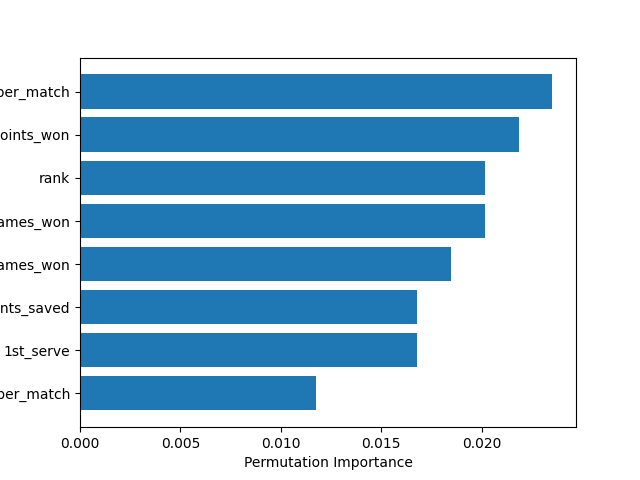 per_match
oints_won
rank
ames_won
ames_won
nts_saved
1st_serve
per_match
0.000 0.005 0.010 0.015 0.020
Permutation Importance